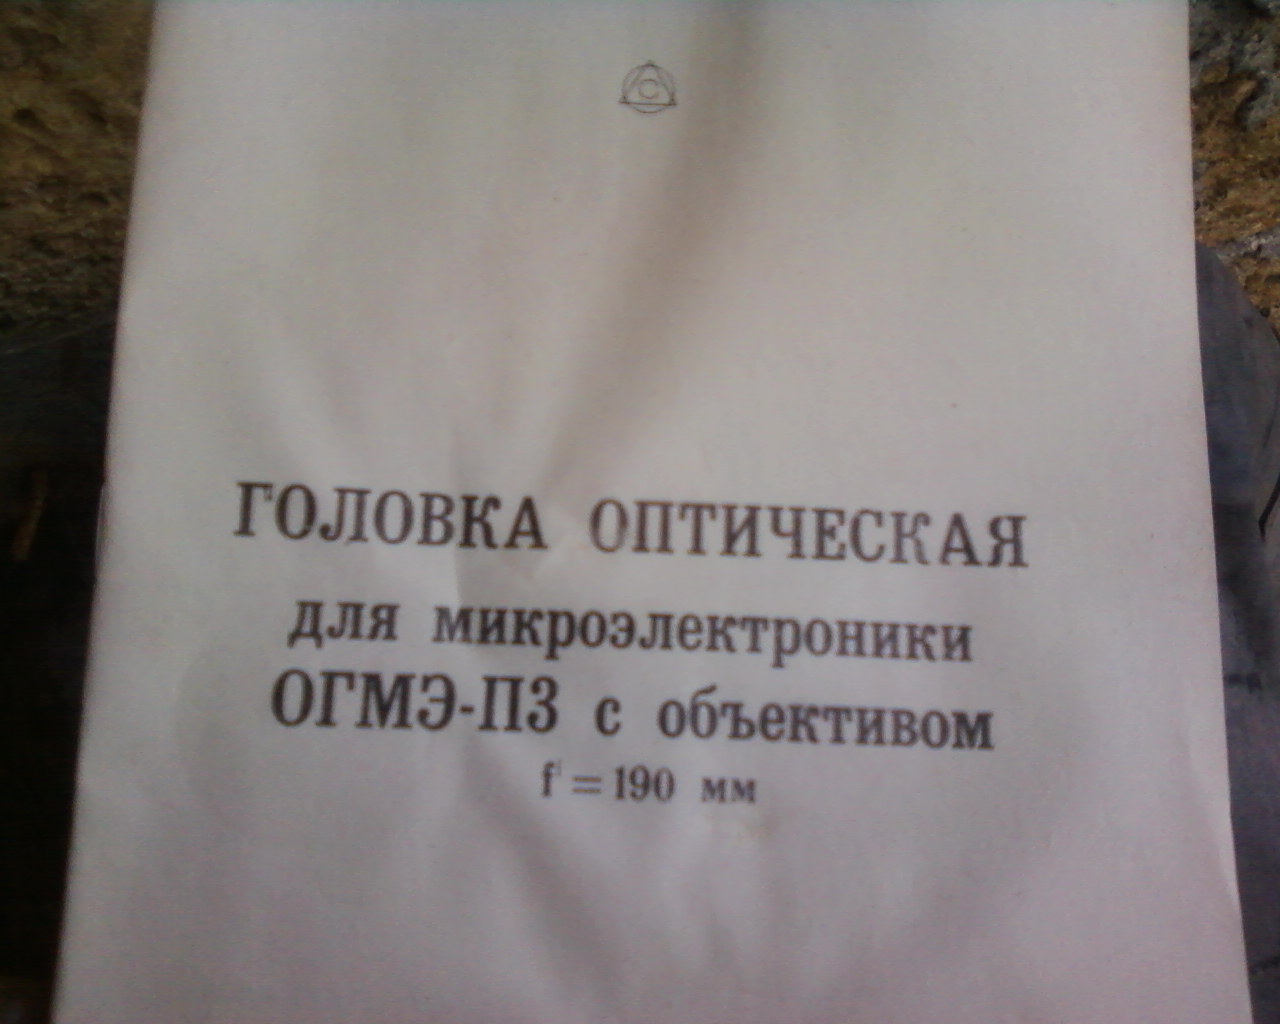 С
ГОЛОВКА ОПТИЧЕСКАЯ
для микроэлектроники
ОГМЭ-П3 с объективом
f' = 190 мм